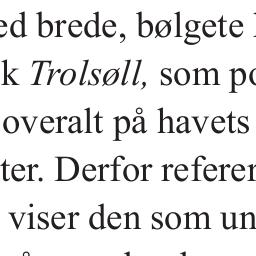 ed brede, bølgete
k Trolsøll, som po
overalt på havets
ter. Derfor referer
viser den som un